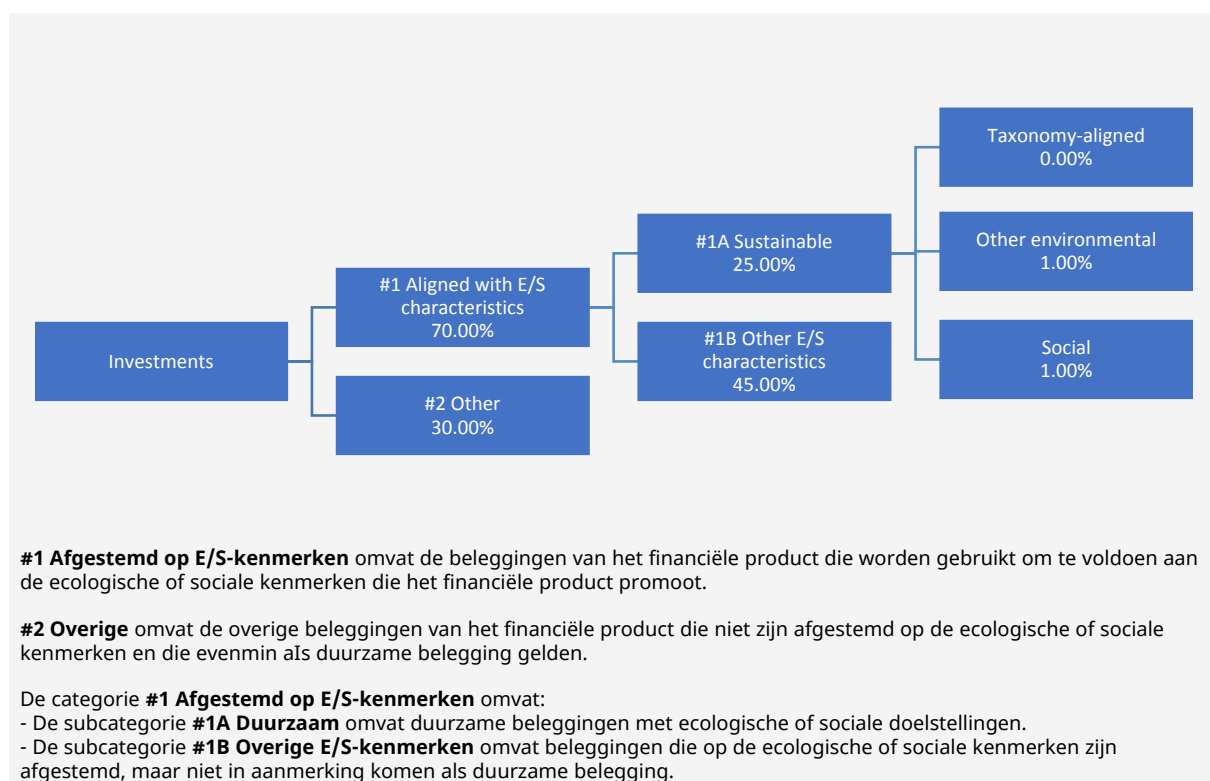 Taxonomy-aligned
0.00%
#1A Sustainable
25.00%
Other environmental
1.00%
#1 Aligned with E/S
characteristics
70.00%
Investments
#1B Other E/S
characteristics
45.00%
Social
1.00%
#2 Other
30.00%
#1 Afgestemd op E/S-kenmerken omvat de beleggingen van het financiële product die worden gebruikt om te voldoen aan
de ecologische of sociale kenmerken die het financiële product promoot.
#2 Overige omvat de overige beleggingen van het financiële product die niet zijn afgestemd op de ecologische of sociale
kenmerken en die evenmin aIs duurzame belegging gelden.
De categorie #1 Afgestemd op E/S-kenmerken omvat:
- De subcategorie #1A Duurzaam omvat duurzame beleggingen met ecologische of sociale doelstellingen.
- De subcategorie #1B Overige E/S-kenmerken omvat beleggingen die op de ecologische of sociale kenmerken zijn
afgestemd, maar niet in aanmerking komen als duurzame belegging.